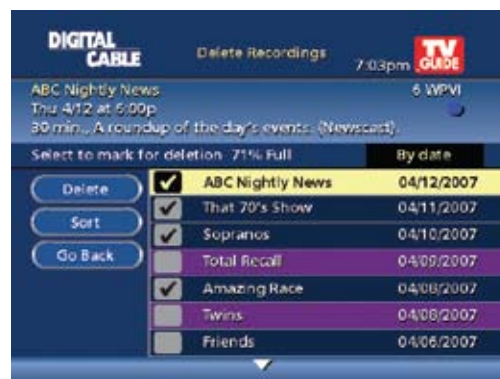 DIGITAL CABLE
Delete Recordings
7:03pm
TV GUIDE
ABC Nightly News
6 WPVI
Thu 4/12 at 6:00p
30 min., A roundup of the day's events. (Newscast).
Select to mark for deletion 71% Full
By date
Delete
Sort
Go Back
ABC Nightly News 04/12/2007
That 70's Show 04/11/2007
Sopranos 04/10/2007
Total Recall 04/09/2007
Amazing Race 04/08/2007
Twins 04/08/2007
Friends 04/06/2007